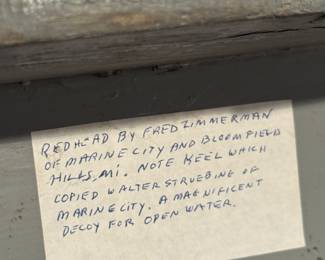 REDHEAD BY FRED ZIMMERMAN
OF MARINE CITY AND BLOOMFIELD
HILLS, Mi. NOTE KEEL WHICH
COPIED WALTER STRUEBING OF
MARINE CITY. A MAGNIFICENT
DECOY FOR OPEN WATER.